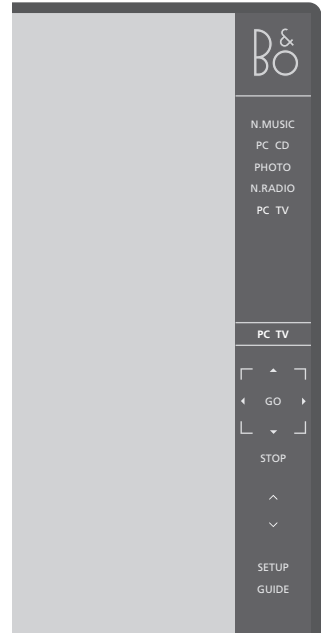 B&O
N.MUSIC
PC CD
PHOTO
N.RADIO
PC TV
PC TV
GO
STOP
SETUP
GUIDE